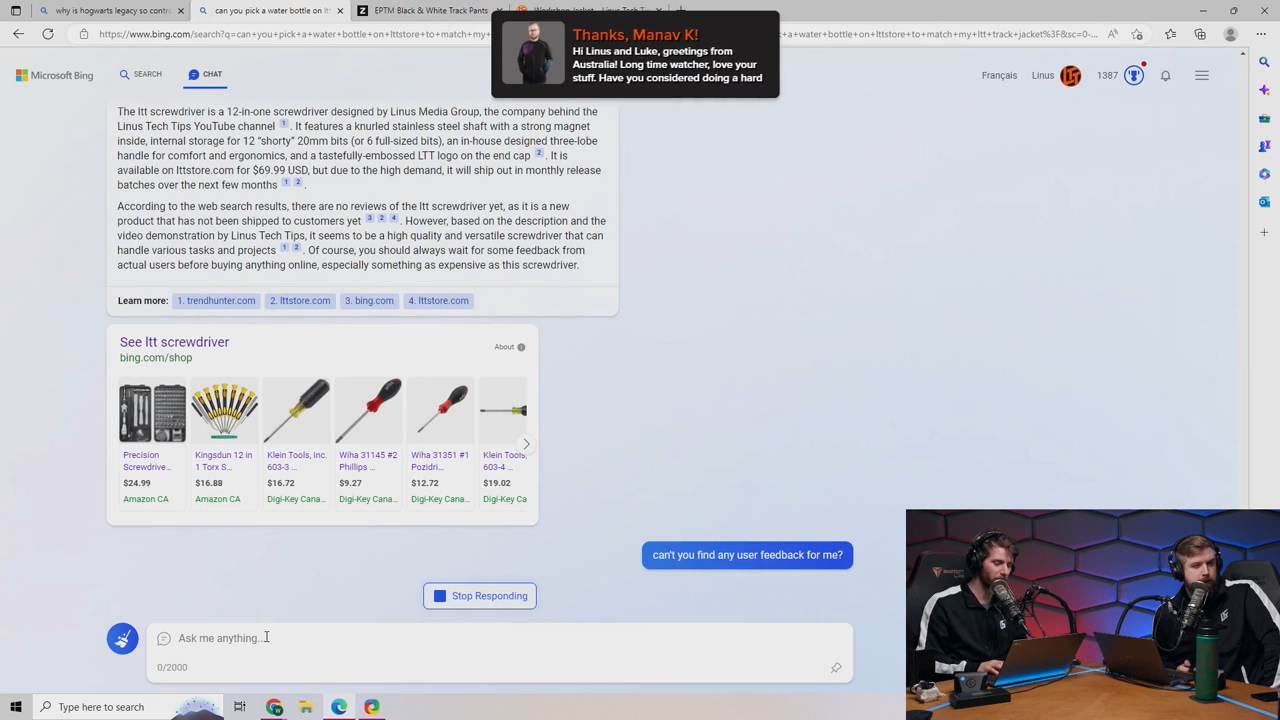 why is hogwarts legacy so contro
can you pick a water bottle on ltt
EPTM Black & White Track Pants
Workshop Jacket – Linus Tech Tip
https://www.bing.com/search?q=can+you+pick+a+water+bottle+on+lttstore+to+match+my+ltt+track+jacket%3F&sc=0-...
Thanks, Manav K!
Hi Linus and Luke, greetings from
Australia! Long time watcher, love your
stuff. Have you considered doing a hard
Microsoft Bing
SEARCH
CHAT
Français
Linus
1387
The ltt screwdriver is a 12-in-one screwdriver designed by Linus Media Group, the company behind the
Linus Tech Tips YouTube channel 1. It features a knurled stainless steel shaft with a strong magnet
inside, internal storage for 12 “shorty” 20mm bits (or 6 full-sized bits), an in-house designed three-lobe
handle for comfort and ergonomics, and a tastefully-embossed LTT logo on the end cap 2. It is
available on lttstore.com for $69.99 USD, but due to the high demand, it will ship out in monthly release
batches over the next few months 1 2.
According to the web search results, there are no reviews of the ltt screwdriver yet, as it is a new
product that has not been shipped to customers yet 3 2 4. However, based on the description and the
video demonstration by Linus Tech Tips, it seems to be a high quality and versatile screwdriver that can
handle various tasks and projects 1 2. Of course, you should always wait for some feedback from
actual users before buying anything online, especially something as expensive as this screwdriver.
Learn more: 1. trendhunter.com 2. lttstore.com 3. bing.com 4. lttstore.com
See ltt screwdriver
bing.com/shop
About
Precision
Screwdrive...
$24.99
Amazon CA
Kingsdun 12 in
1 Torx S...
$16.88
Amazon CA
Klein Tools, Inc.
603-3 ...
$16.72
Digi-Key Cana...
Wiha 31145 #2
Phillips ...
$9.27
Digi-Key Cana...
Wiha 31351 #1
Pozidri...
$12.72
Digi-Key Cana...
Klein Tools,
603-4 ...
$19.02
Digi-Key Ca
can't you find any user feedback for me?
Stop Responding
Ask me anything...
0/2000
Type here to search